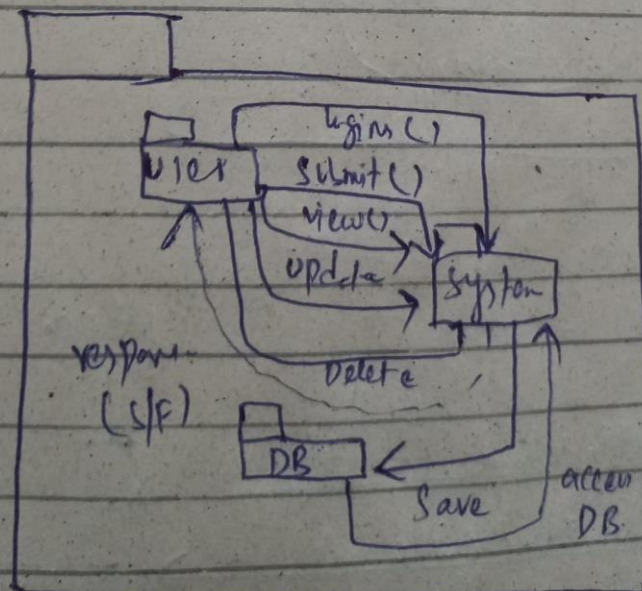 login()
User
Submit()
view()
Update
System
Delete
response
(S/F)
DB
Save
access
DB